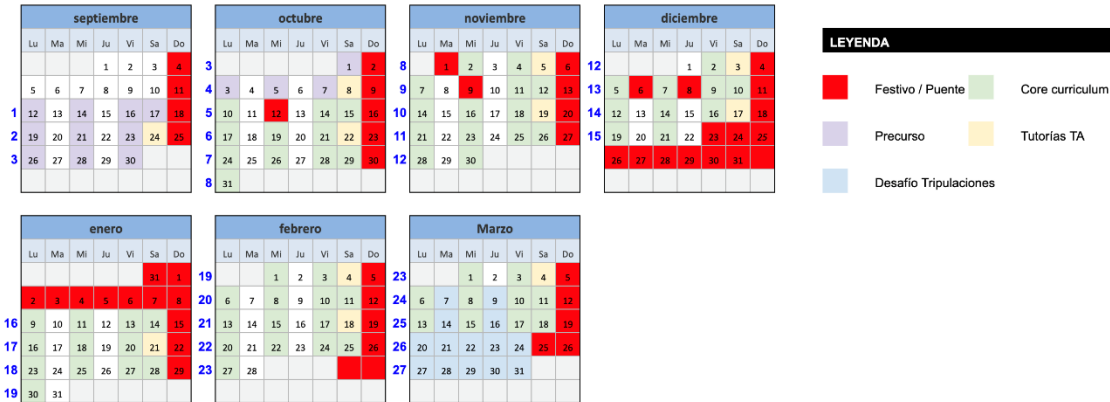 septiembre octubre noviembre diciembre
LEYENDA
Lu Ma Mi Ju Vi Sa Do Lu Ma Mi Ju Vi Sa Do Lu Ma Mi Ju Vi Sa Do Lu Ma Mi Ju Vi Sa Do
1 2 3 4 3 1 2 8 1 2 3 4 5 6 12 1 2 3 4
5 6 7 8 9 10 11 4 3 4 5 6 7 8 9 9 7 8 9 10 11 12 13 13 5 6 7 8 9 10 11
Festivo / Puente Core curriculum
1 12 13 14 15 16 17 18 5 10 11 12 13 14 15 16 10 14 15 16 17 18 19 20 14 12 13 14 15 16 17 18
2 19 20 21 22 23 24 25 6 17 18 19 20 21 22 23 11 21 22 23 24 25 26 27 15 19 20 21 22 23 24 25
Precurso Tutorías TA
3 26 27 28 29 30 7 24 25 26 27 28 29 30 12 28 29 30 26 27 28 29 30 31
8 31
Desafío Tripulaciones
enero febrero Marzo
Lu Ma Mi Ju Vi Sa Do Lu Ma Mi Ju Vi Sa Do Lu Ma Mi Ju Vi Sa Do
31 1 19 1 2 3 4 5 23 1 2 3 4 5
2 3 4 5 6 7 8 20 6 7 8 9 10 11 12 24 6 7 8 9 10 11 12
16 9 10 11 12 13 14 15 21 13 14 15 16 17 18 19 25 13 14 15 16 17 18 19
17 16 17 18 19 20 21 22 22 20 21 22 23 24 25 26 26 20 21 22 23 24 25 26
18 23 24 25 26 27 28 29 23 27 28 27 27 28 29 30 31
19 30 31